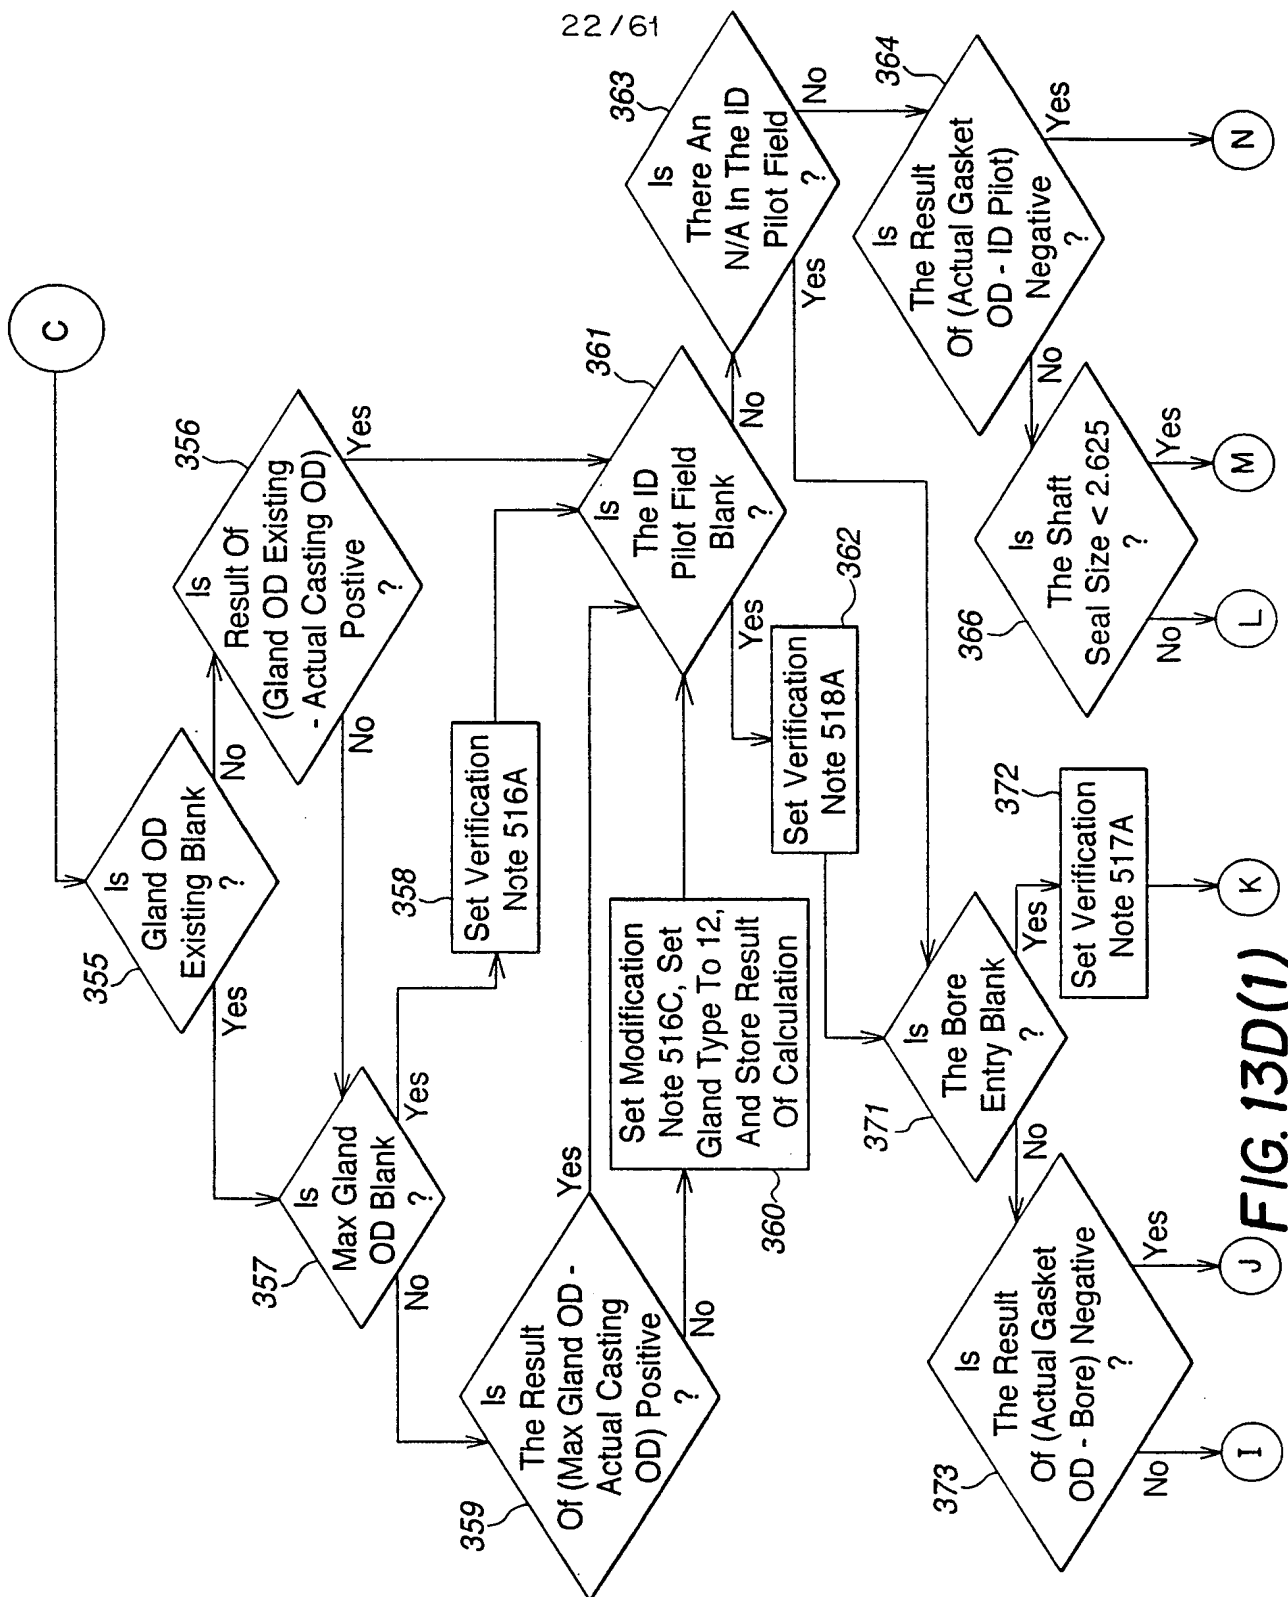 22/61
C
355
Is
Gland OD
Existing Blank
?
Yes
No
356
Is
Result Of
(Gland OD Existing
- Actual Casting OD)
Postive
?
Yes
No
357
Is
Max Gland
OD Blank
?
Yes
No
358
Set Verification
Note 516A
359
Is
The Result
Of (Max Gland OD -
Actual Casting
OD) Positive
?
Yes
No
360
Set Modification
Note 516C, Set
Gland Type To 12,
And Store Result
Of Calculation
361
Is
The ID
Pilot Field
Blank
?
Yes
No
362
Set Verification
Note 518A
363
Is
There An
N/A In The ID
Pilot Field
?
Yes
No
364
Is
The Result
Of (Actual Gasket
OD - ID Pilot)
Negative
?
No
Yes
366
Is
The Shaft
Seal Size < 2.625
?
No
Yes
371
Is
The Bore
Entry Blank
?
Yes
No
372
Set Verification
Note 517A
373
Is
The Result
Of (Actual Gasket
OD - Bore) Negative
?
No
Yes
I
J
K
L
M
N
FIG. 13D(1)